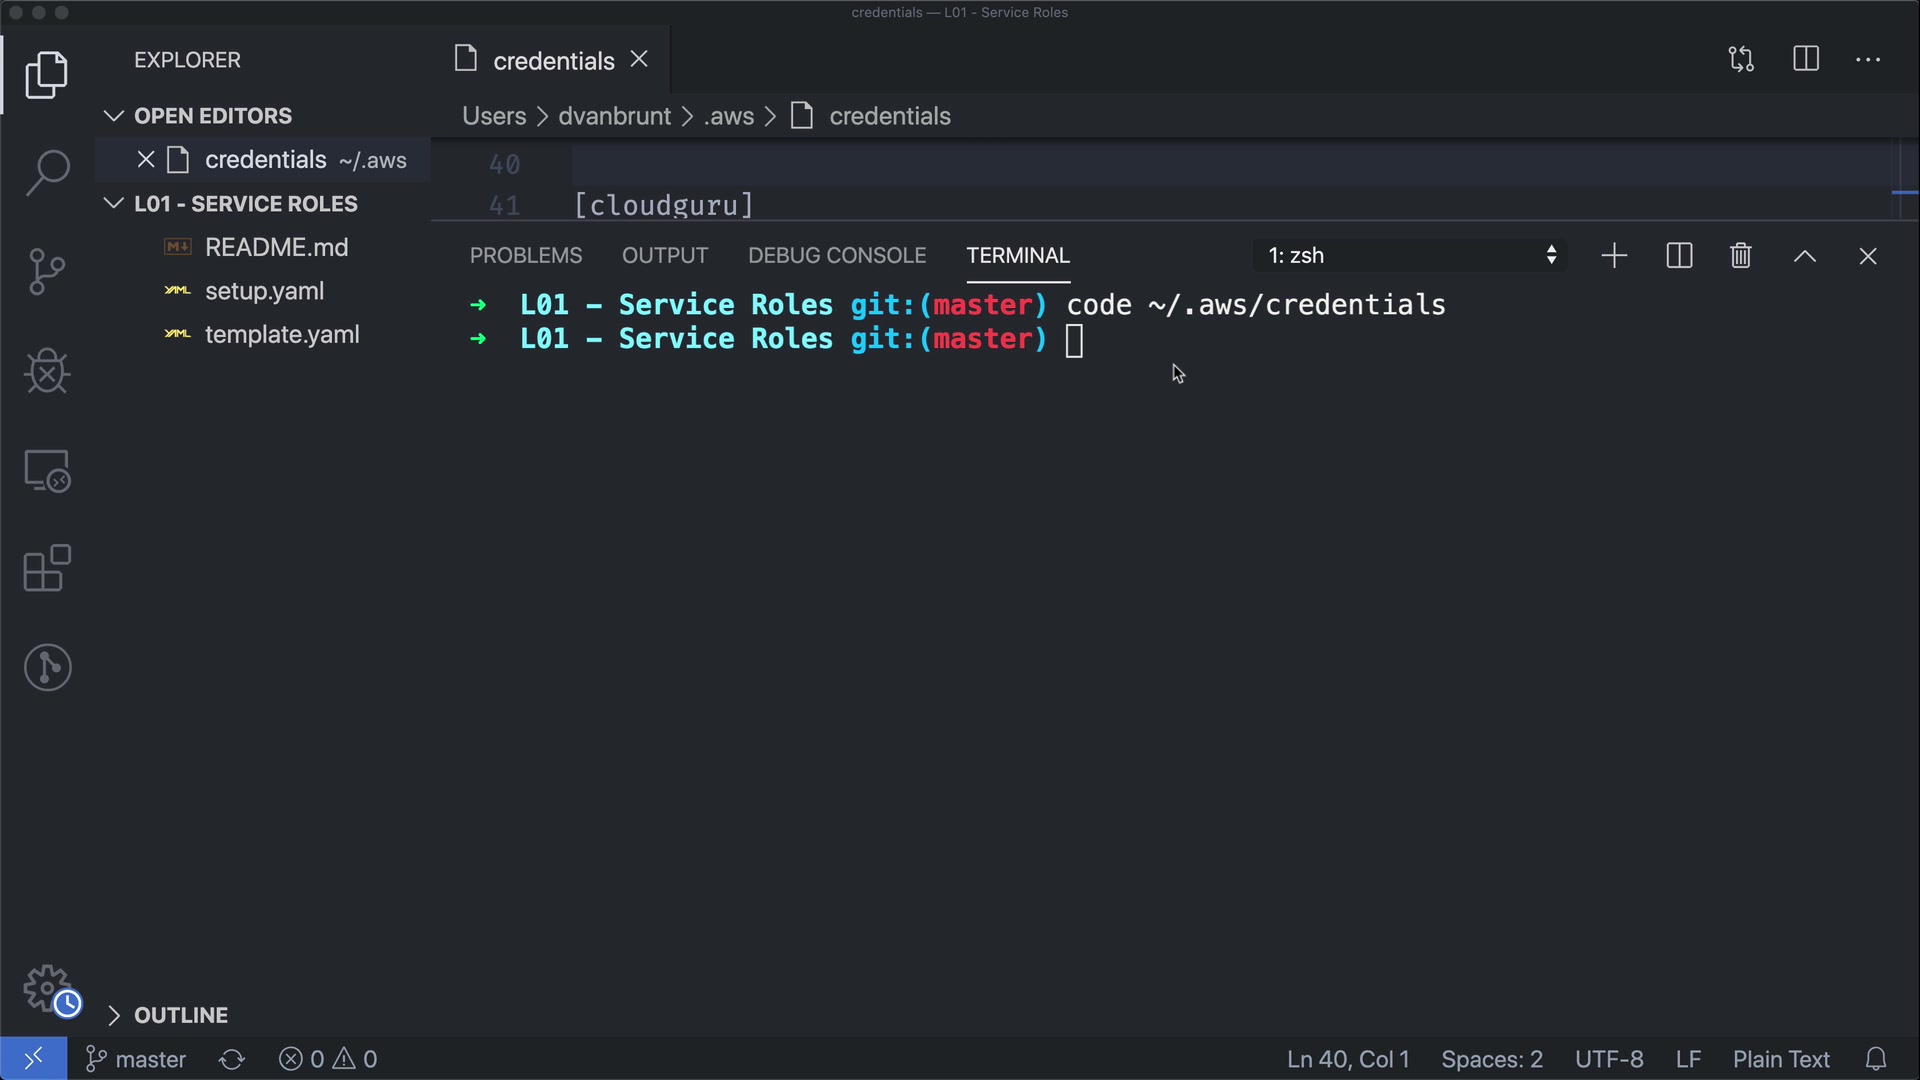 credentials — L01 - Service Roles
EXPLORER
OPEN EDITORS
credentials ~/.aws
L01 - SERVICE ROLES
README.md
setup.yaml
template.yaml
OUTLINE
credentials
Users > dvanbrunt > .aws > credentials
40
41 [cloudguru]
PROBLEMS OUTPUT DEBUG CONSOLE TERMINAL 1: zsh
➜ L01 - Service Roles git:(master) code ~/.aws/credentials
➜ L01 - Service Roles git:(master)
master 0 0 Ln 40, Col 1 Spaces: 2 UTF-8 LF Plain Text